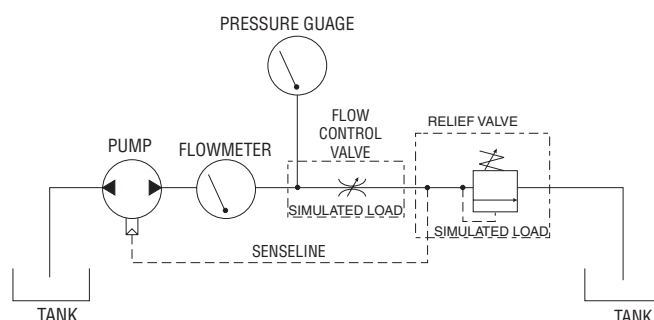 PRESSURE GUAGE
FLOW
CONTROL
VALVE
RELIEF VALVE
PUMP
FLOWMETER
SIMULATED LOAD
SIMULATED LOAD
SENSELINE
TANK
TANK